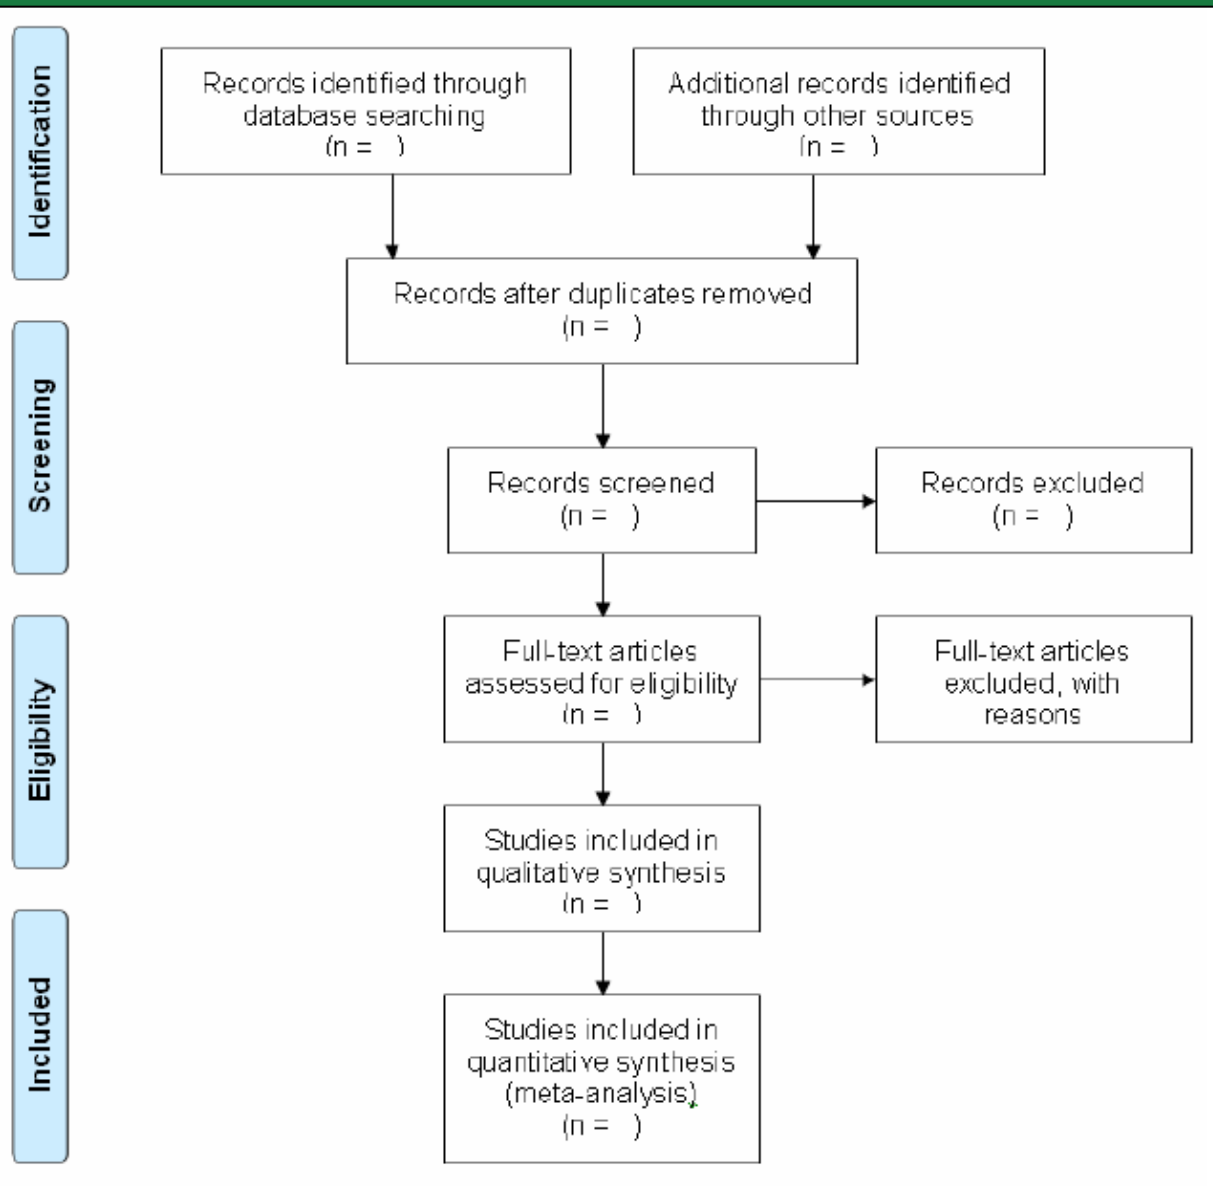 Identification
Records identified through
database searching
(n =   )
Additional records identified
through other sources
(n =   )
Records after duplicates removed
(n =   )
Screening
Records screened
(n =   )
Records excluded
(n =   )
Eligibility
Full-text articles
assessed for eligibility
(n =   )
Full-text articles
excluded, with
reasons
Studies included in
qualitative synthesis
(n =   )
Included
Studies included in
quantitative synthesis
(meta-analysis)
(n =   )